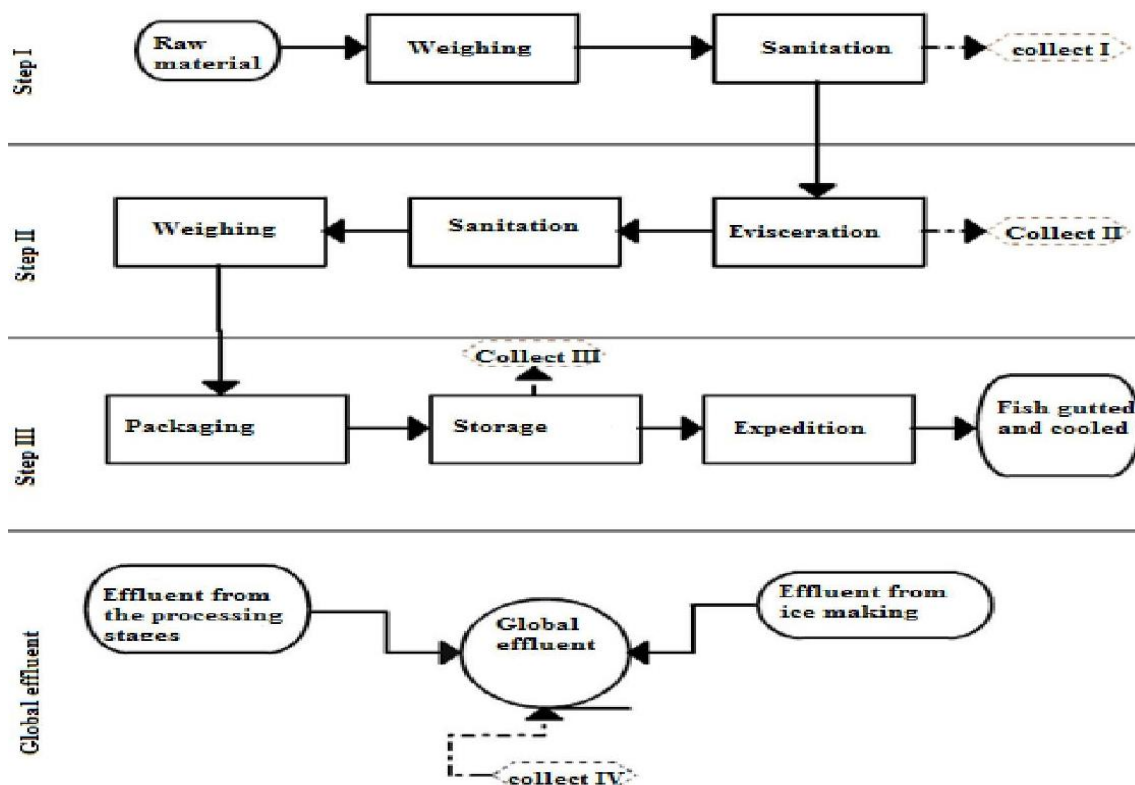 Step I
Raw
material
Weighing
Sanitation
collect I
Step II
Weighing
Sanitation
Evisceration
Collect II
Step III
Collect III
Packaging
Storage
Expedition
Fish gutted
and cooled
Global effluent
Effluent from
the processing
stages
Global
effluent
Effluent from
ice making
collect IV